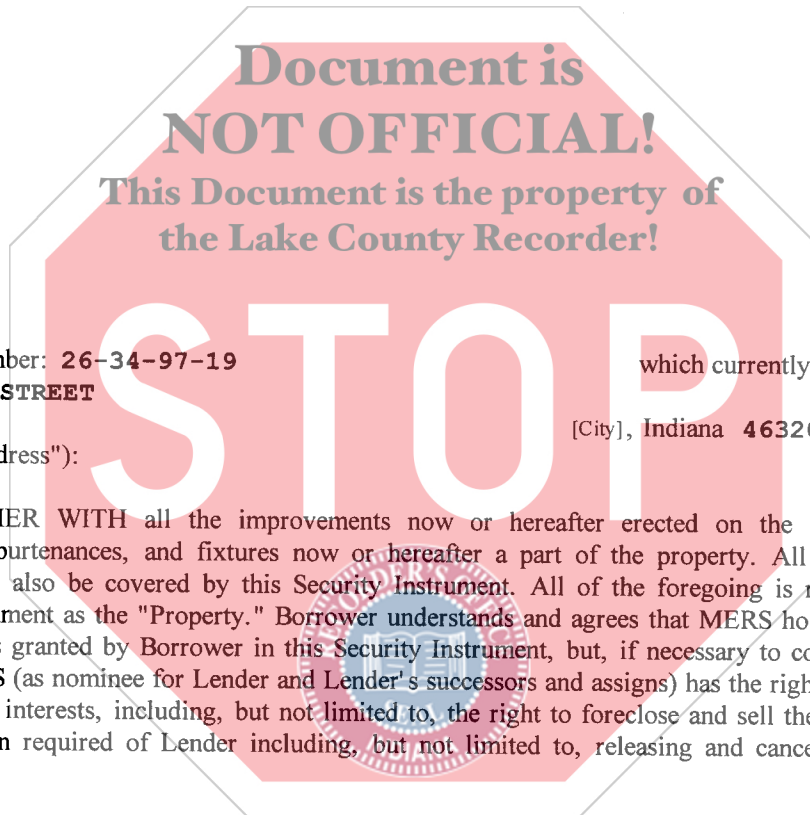 Document is
NOT OFFICIAL!
This Document is the property of
the Lake County Recorder!
STOP
nber: 26-34-97-19 which currently
STREET
[City], Indiana 4632
dress"):
IER WITH all the improvements now or hereafter erected on the
purtenances, and fixtures now or hereafter a part of the property. All
also be covered by this Security Instrument. All of the foregoing is
ment as the "Property." Borrower understands and agrees that MERS ho
s granted by Borrower in this Security Instrument, but, if necessary to co
S (as nominee for Lender and Lender's successors and assigns) has the righ
interests, including, but not limited to, the right to foreclose and sell the
n required of Lender including, but not limited to, releasing and cance
SEAL
INDIANA